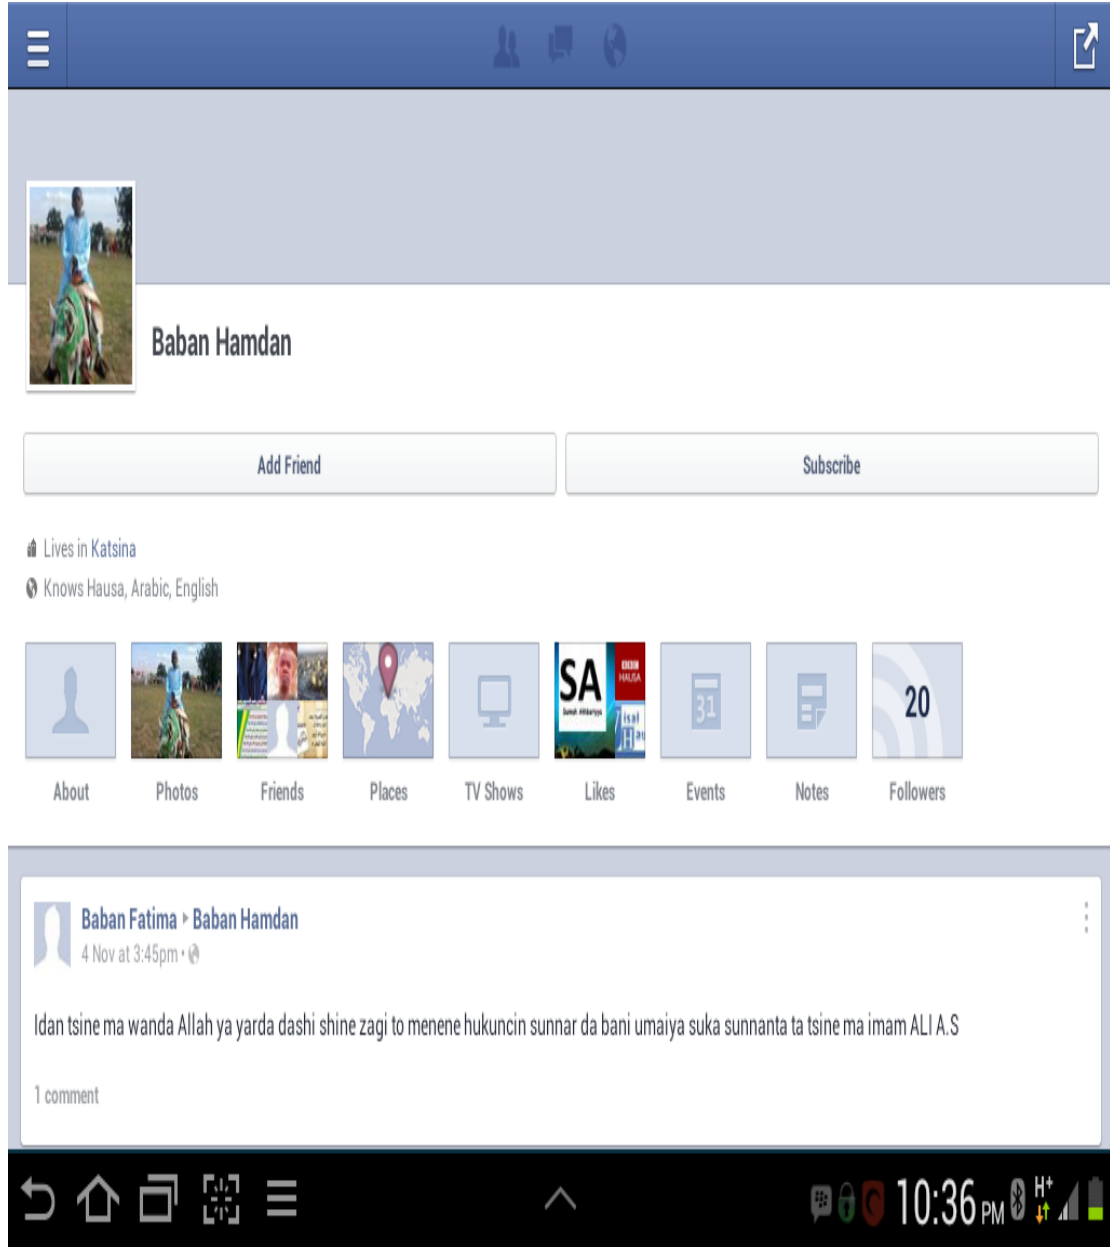 Baban Hamdan
Add Friend
Subscribe
Lives in Katsina
Knows Hausa, Arabic, English
SA
BBC
HAUSA
31
20
About
Photos
Friends
Places
TV Shows
Likes
Events
Notes
Followers
Baban Fatima ▸ Baban Hamdan
4 Nov at 3:45pm •
Idan tsine ma wanda Allah ya yarda dashi shine zagi to menene hukuncin sunnar da bani umaiya suka sunnanta ta tsine ma imam ALI A.S
1 comment
10:36 PM
H+